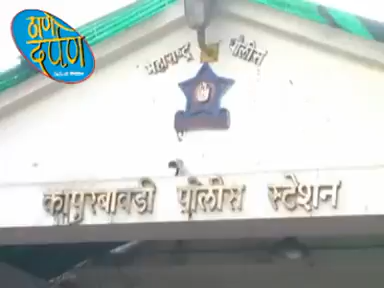 ठाणे
दर्पण
महाराष्ट्र पोलीस
कापुरबावडी पोलीस स्टेशन